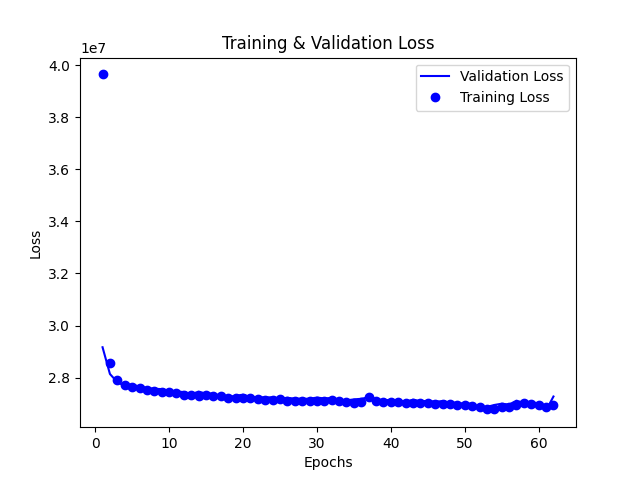 Training & Validation Loss
1e7
Validation Loss
Training Loss
4.0
3.8
3.6
3.4
3.2
3.0
2.8
Loss
0 10 20 30 40 50 60
Epochs